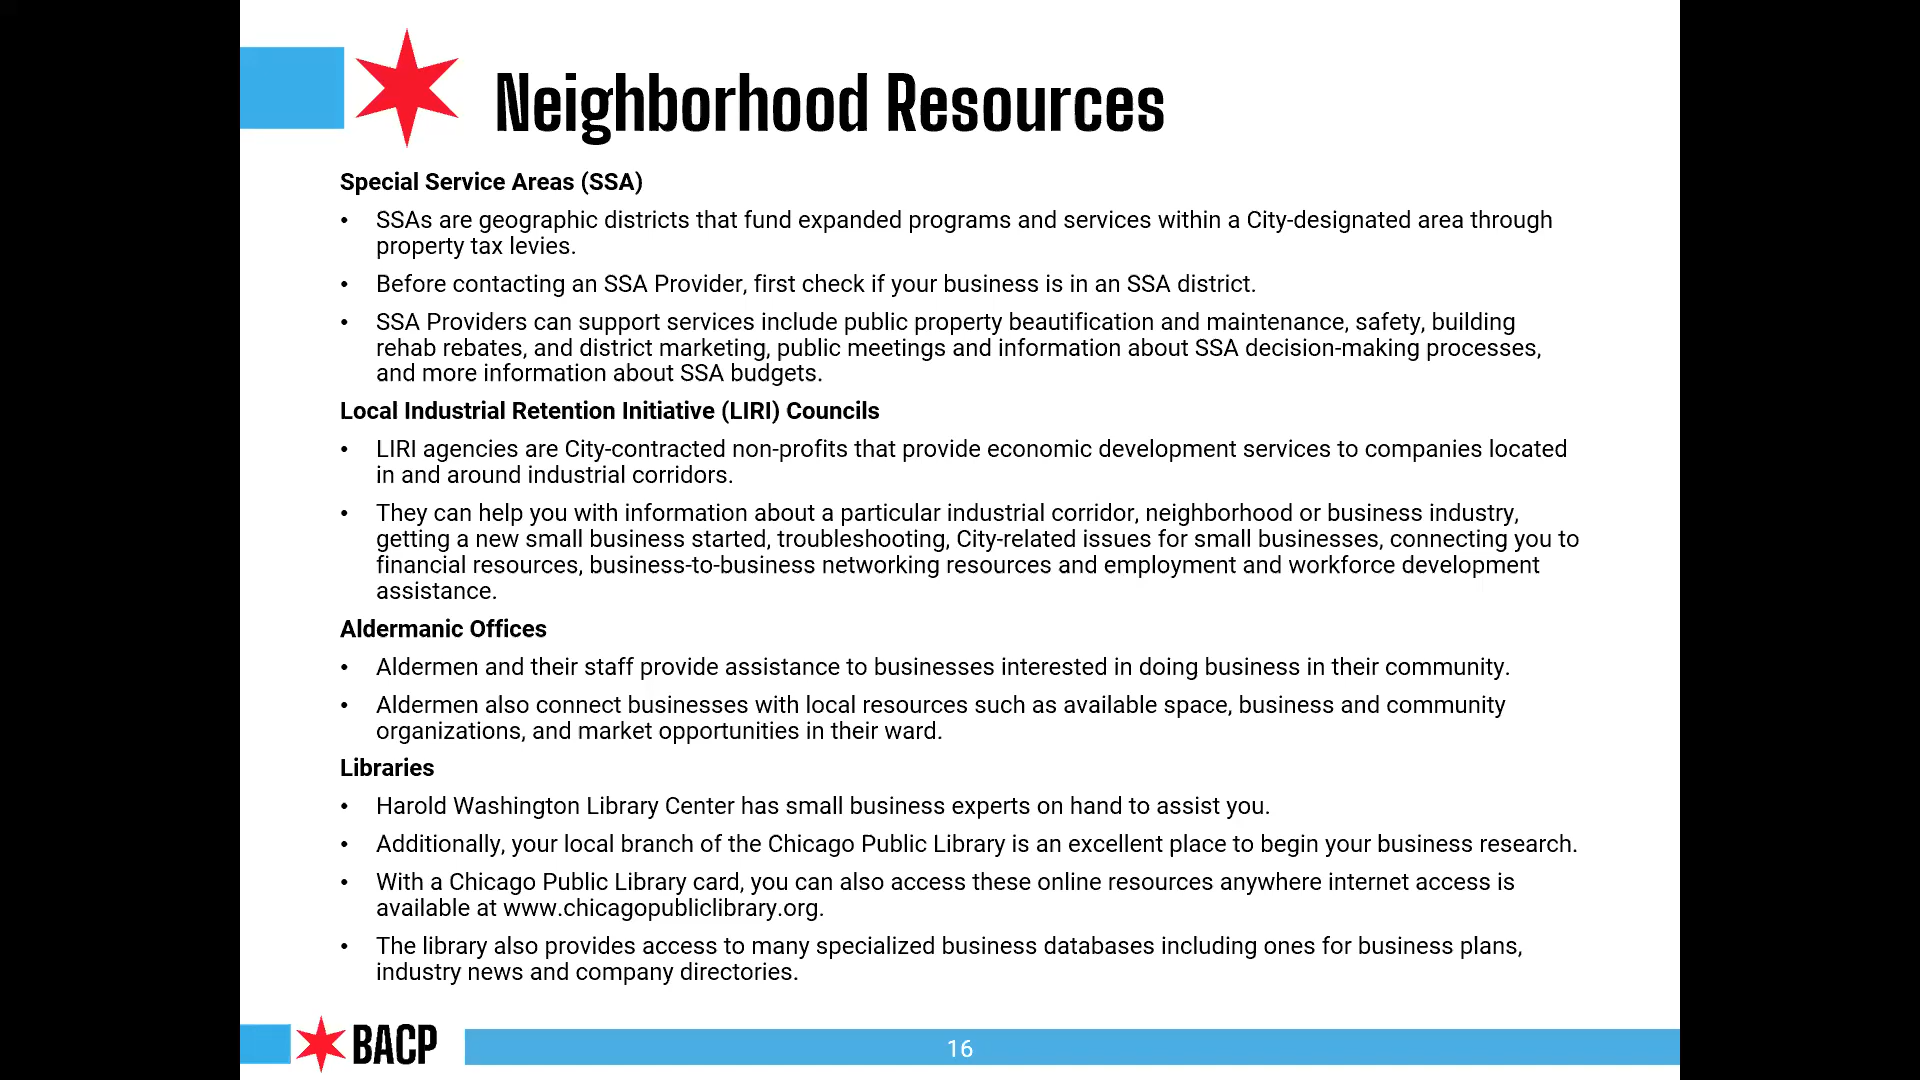 Neighborhood Resources
Special Service Areas (SSA)
• SSAs are geographic districts that fund expanded programs and services within a City-designated area through
property tax levies.
• Before contacting an SSA Provider, first check if your business is in an SSA district.
• SSA Providers can support services include public property beautification and maintenance, safety, building
rehab rebates, and district marketing, public meetings and information about SSA decision-making processes,
and more information about SSA budgets.
Local Industrial Retention Initiative (LIRI) Councils
• LIRI agencies are City-contracted non-profits that provide economic development services to companies located
in and around industrial corridors.
• They can help you with information about a particular industrial corridor, neighborhood or business industry,
getting a new small business started, troubleshooting, City-related issues for small businesses, connecting you to
financial resources, business-to-business networking resources and employment and workforce development
assistance.
Aldermanic Offices
• Aldermen and their staff provide assistance to businesses interested in doing business in their community.
• Aldermen also connect businesses with local resources such as available space, business and community
organizations, and market opportunities in their ward.
Libraries
• Harold Washington Library Center has small business experts on hand to assist you.
• Additionally, your local branch of the Chicago Public Library is an excellent place to begin your business research.
• With a Chicago Public Library card, you can also access these online resources anywhere internet access is
available at www.chicagopubliclibrary.org.
• The library also provides access to many specialized business databases including ones for business plans,
industry news and company directories.
BACP
16